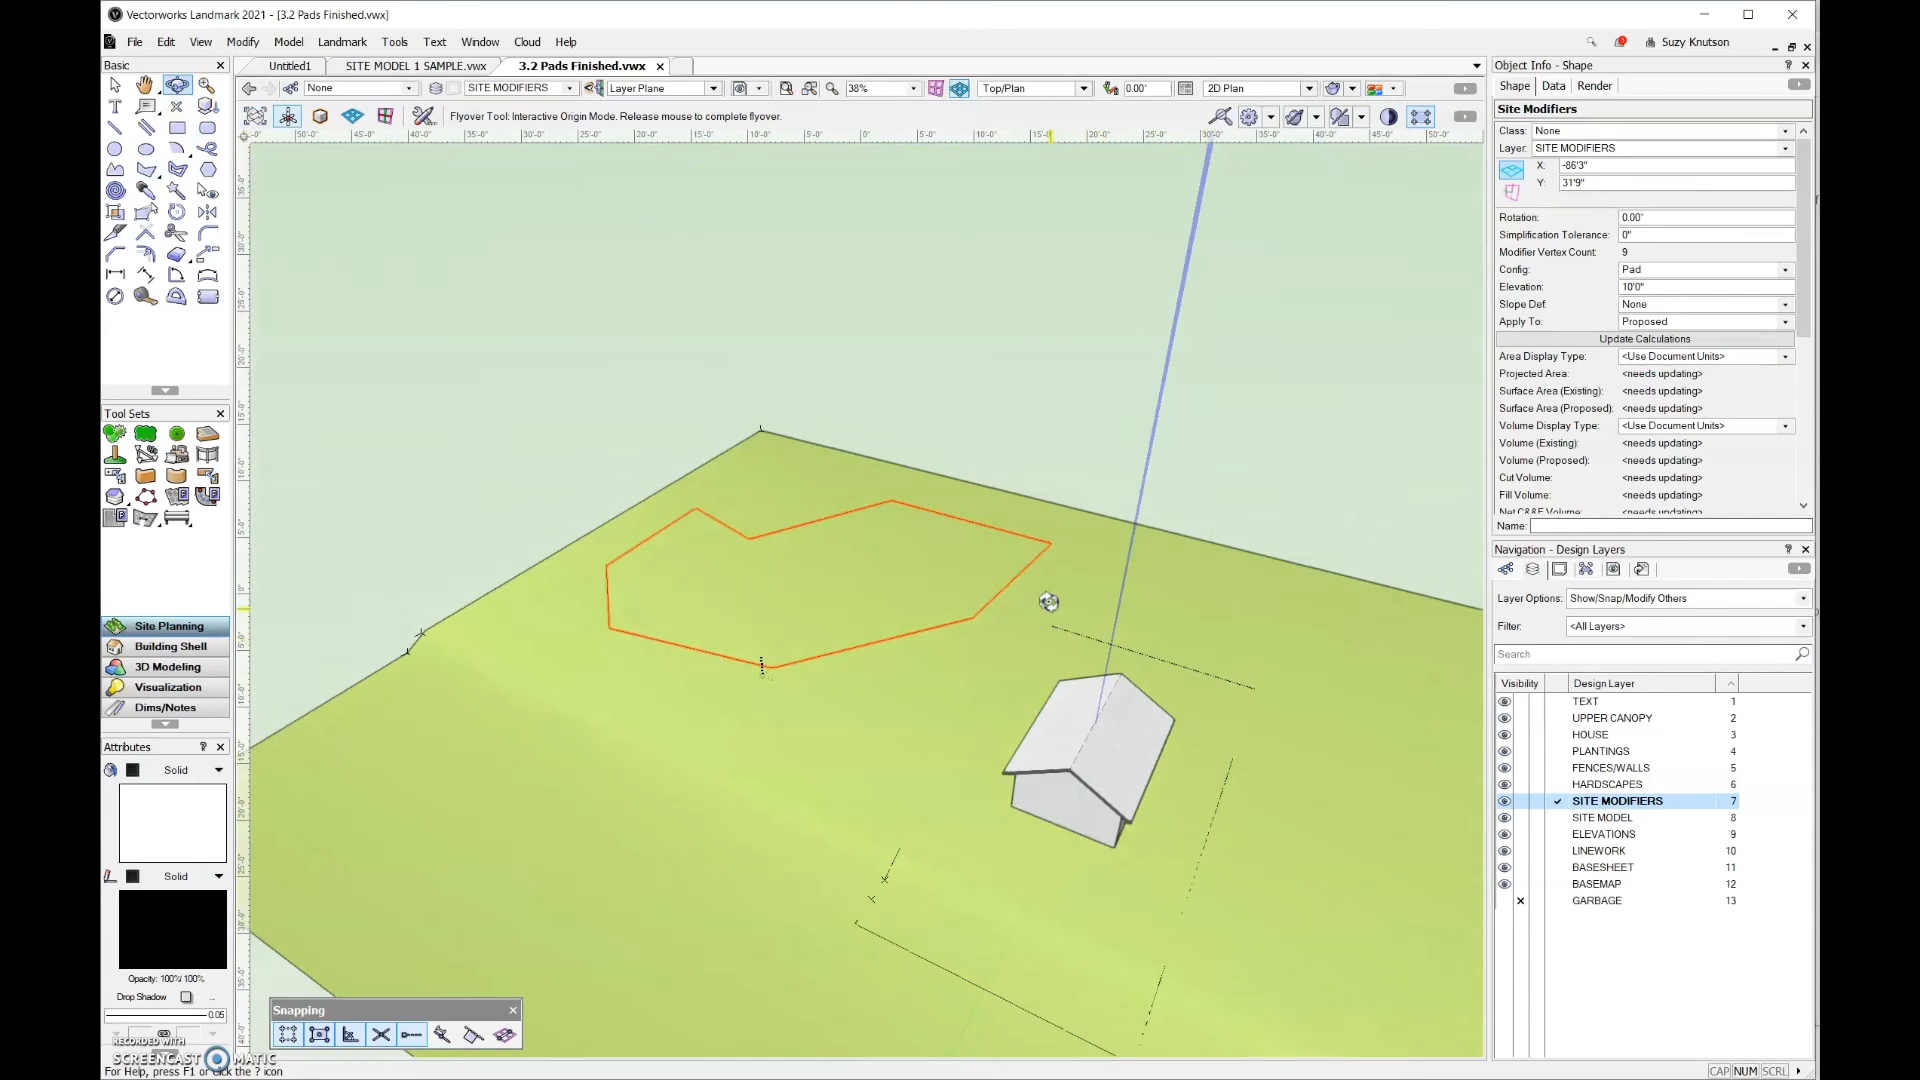 Vectorworks Landmark 2021 - [3.2 Pads Finished.vwx]
File Edit View Modify Model Landmark Tools Text Window Cloud Help
Suzy Knutson
Basic
Untitled1
SITE MODEL 1 SAMPLE.vwx
3.2 Pads Finished.vwx
None
SITE MODIFIERS
Layer Plane
38%
Top/Plan
0.00°
2D Plan
Flyover Tool: Interactive Origin Mode. Release mouse to complete flyover.
Tool Sets
Site Planning
Building Shell
3D Modeling
Visualization
Dims/Notes
Attributes
Solid
Solid
Opacity: 100%/ 100%
Drop Shadow
0.05
RECORDED WITH
SCREENCAST MATIC
For Help, press F1 or click the ? icon
Snapping
Object Info - Shape
Shape Data Render
Site Modifiers
Class: None
Layer: SITE MODIFIERS
X: -86'3"
Y: 31'9"
Rotation: 0.00°
Simplification Tolerance: 0"
Modifier Vertex Count: 9
Config: Pad
Elevation: 10'0"
Slope Def: None
Apply To: Proposed
Update Calculations
Area Display Type: <Use Document Units>
Projected Area: <needs updating>
Surface Area (Existing): <needs updating>
Surface Area (Proposed): <needs updating>
Volume Display Type: <Use Document Units>
Volume (Existing): <needs updating>
Volume (Proposed): <needs updating>
Cut Volume: <needs updating>
Fill Volume: <needs updating>
Net C&F Volume: <needs updating>
Name:
Navigation - Design Layers
Layer Options: Show/Snap/Modify Others
Filter: <All Layers>
Search
Visibility Design Layer
TEXT 1
UPPER CANOPY 2
HOUSE 3
PLANTINGS 4
FENCES/WALLS 5
HARDSCAPES 6
SITE MODIFIERS 7
SITE MODEL 8
ELEVATIONS 9
LINEWORK 10
BASESHEET 11
BASEMAP 12
GARBAGE 13
CAP NUM SCRL